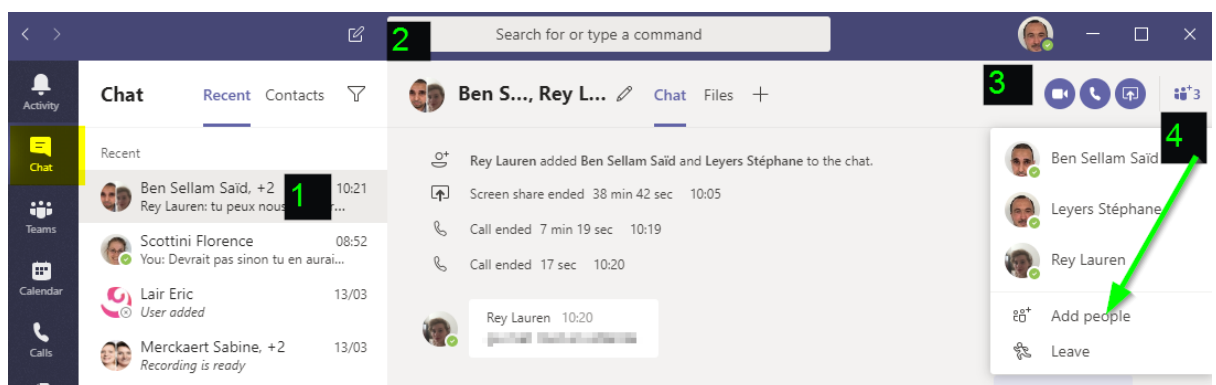 2
Search for or type a command
Activity
Chat
Teams
Calendar
Calls
Chat Recent Contacts
Recent
Ben Sellam Saïd, +2 10:21
Rey Lauren: tu peux nous
1
Scottini Florence 08:52
You: Devrait pas sinon tu en aurai...
Lair Eric 13/03
User added
Merckaert Sabine, +2 13/03
Recording is ready
Ben S..., Rey L... Chat Files +
3
3
4
Rey Lauren added Ben Sellam Saïd and Leyers Stéphane to the chat.
Screen share ended 38 min 42 sec 10:05
Call ended 7 min 19 sec 10:19
Call ended 17 sec 10:20
Rey Lauren 10:20
Ben Sellam Saïd
Leyers Stéphane
Rey Lauren
Add people
Leave